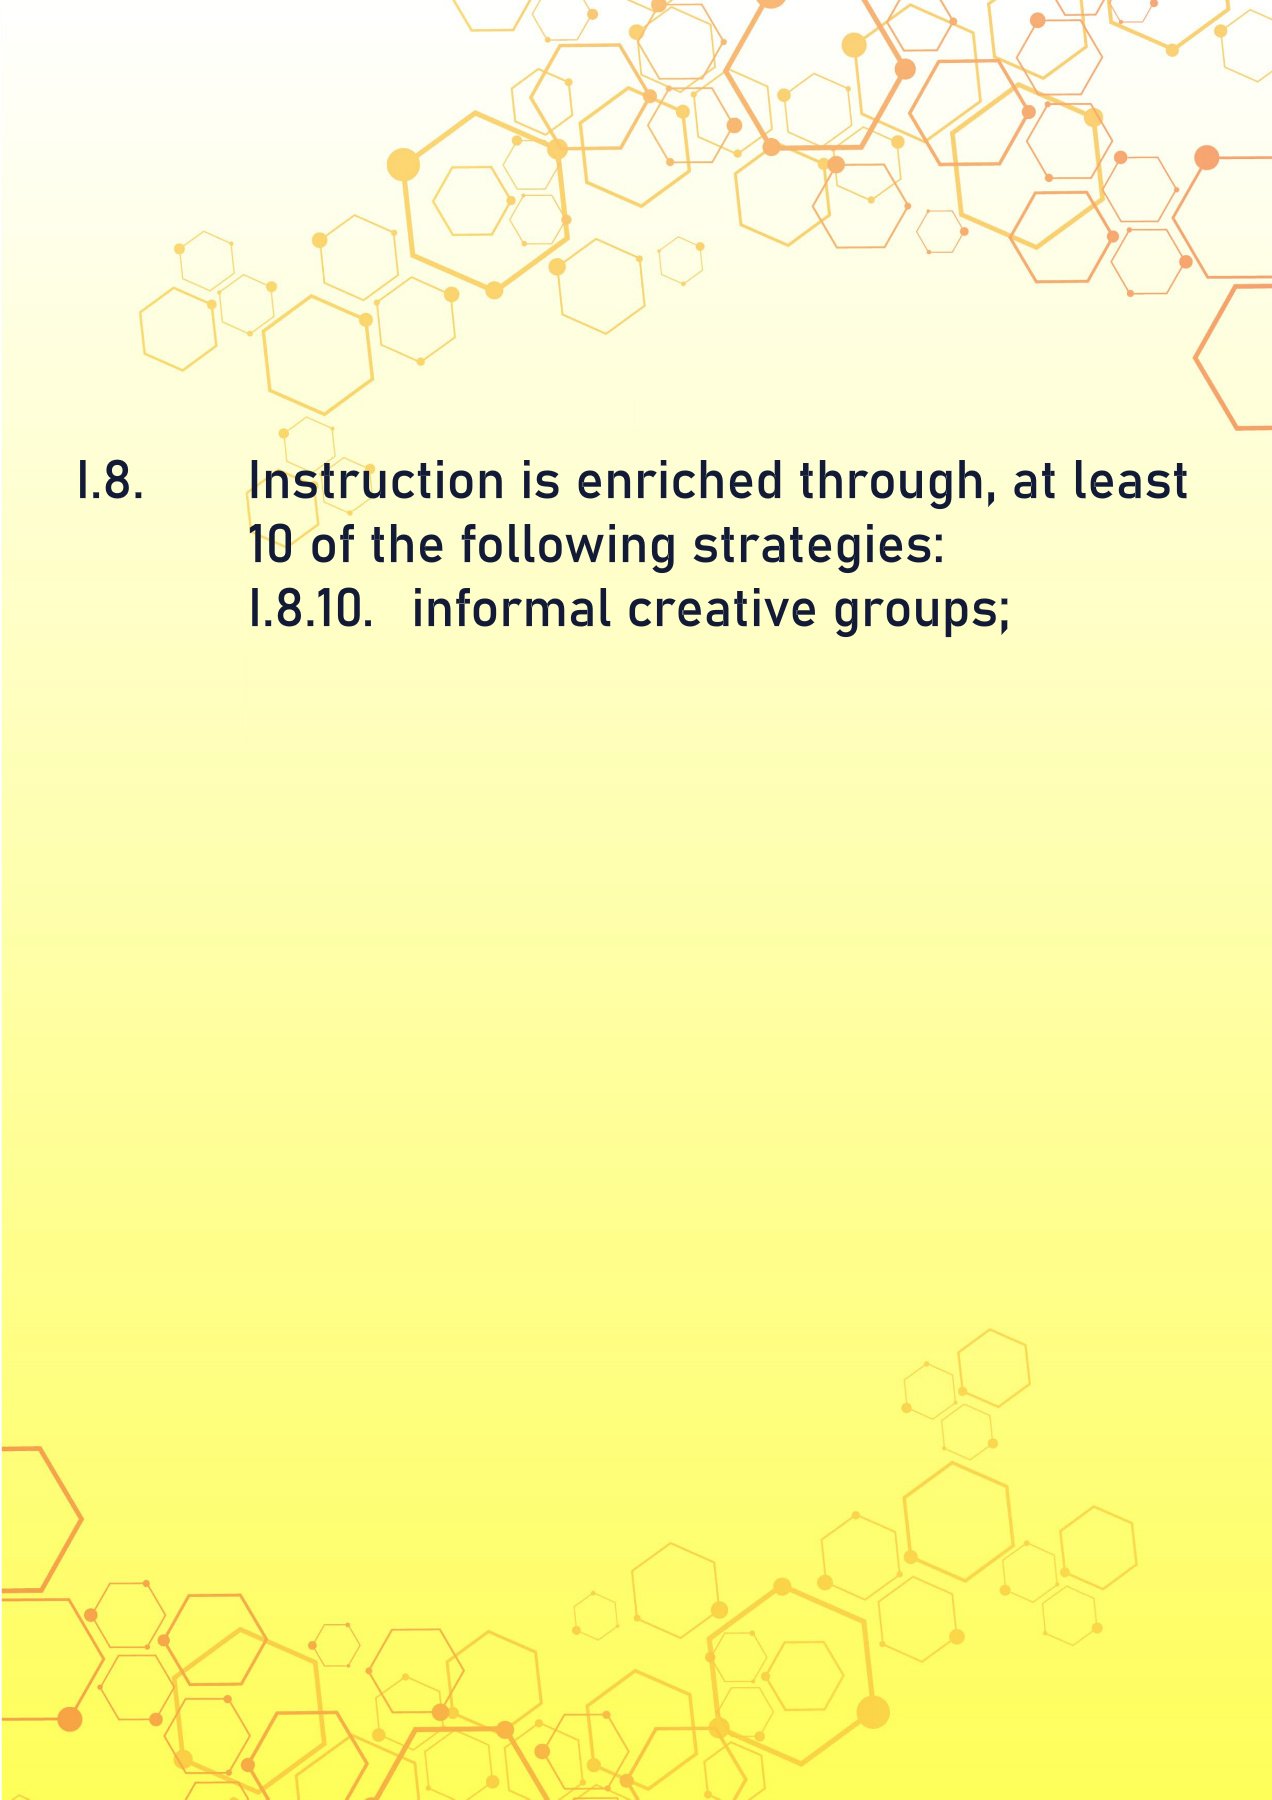 I.8. Instruction is enriched through, at least
10 of the following strategies:
I.8.10. informal creative groups;